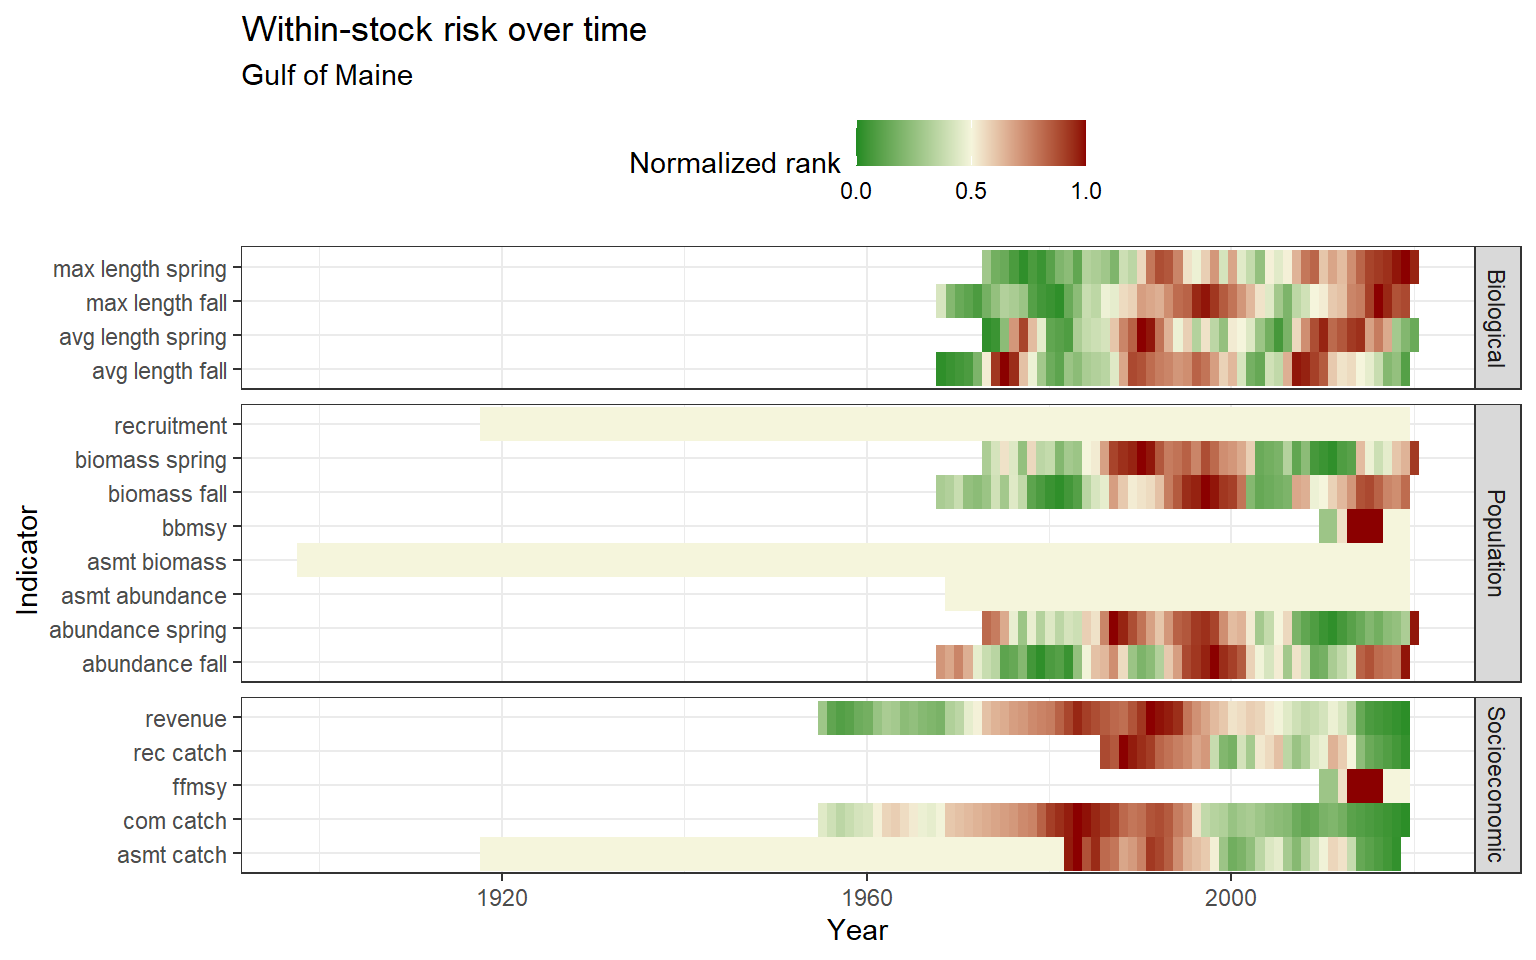 Within-stock risk over time
Gulf of Maine
Normalized rank
0.0 0.5 1.0
max length spring
max length fall
avg length spring
avg length fall
Biological
recruitment
biomass spring
biomass fall
bbmsy
asmt biomass
asmt abundance
abundance spring
abundance fall
Population
revenue
rec catch
ffmsy
com catch
asmt catch
Socioeconomic
Indicator
1920 1960 2000
Year